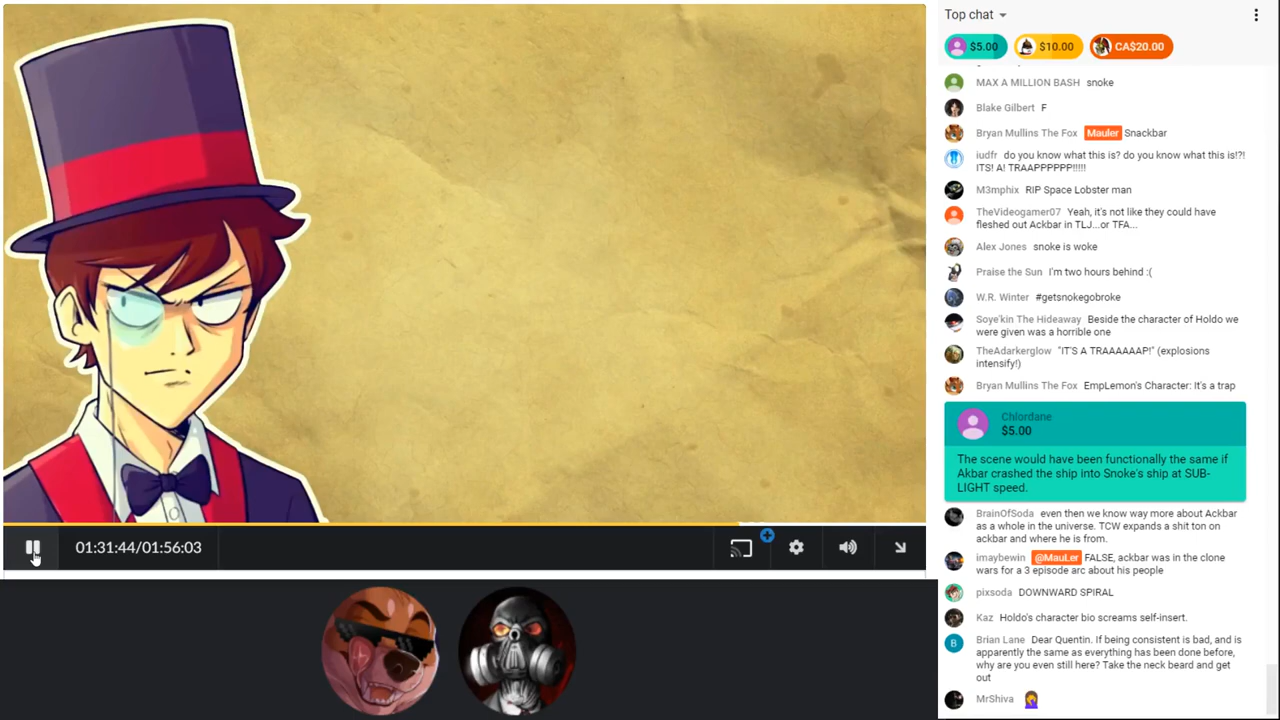 Top chat
$5.00
$10.00
CA$20.00
MAX A MILLION BASH snoke
Blake Gilbert F
Bryan Mullins The Fox Mauler Snackbar
iudfr do you know what this is? do you know what this is!?!
ITS! A! TRAAPPPPPP!!!!!
M3mphix RIP Space Lobster man
TheVideogamer07 Yeah, it's not like they could have
fleshed out Ackbar in TLJ...or TFA...
Alex Jones snoke is woke
Praise the Sun I'm two hours behind :(
W.R. Winter #getsnokegobroke
Soye'kin The Hideaway Beside the character of Holdo we
were given was a horrible one
TheAdarkerglow "IT'S A TRAAAAAAP!" (explosions
intensify!)
Bryan Mullins The Fox EmpLemon's Character: It's a trap
Chlordane
$5.00
The scene would have been functionally the same if
Akbar crashed the ship into Snoke's ship at SUB-
LIGHT speed.
BrainOfSoda even then we know way more about Ackbar
as a whole in the universe. TCW expands a shit ton on
ackbar and where he is from.
imaybewin @MauLer FALSE, ackbar was in the clone
wars for a 3 episode arc about his people
pixsoda DOWNWARD SPIRAL
Kaz Holdo's character bio screams self-insert.
B Brian Lane Dear Quentin. If being consistent is bad, and is
apparently the same as everything has been done before,
why are you even still here? Take the neck beard and get
out
MrShiva
01:31:44/01:56:03